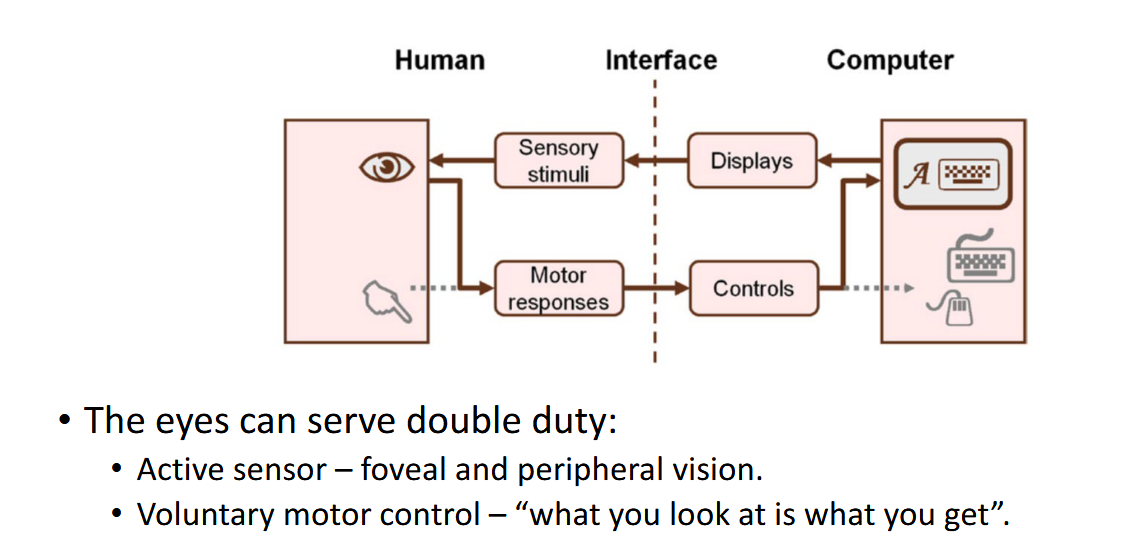 Human Interface Computer
Sensory
stimuli
Displays
A
Motor
responses
Controls
• The eyes can serve double duty:
• Active sensor – foveal and peripheral vision.
• Voluntary motor control – “what you look at is what you get”.